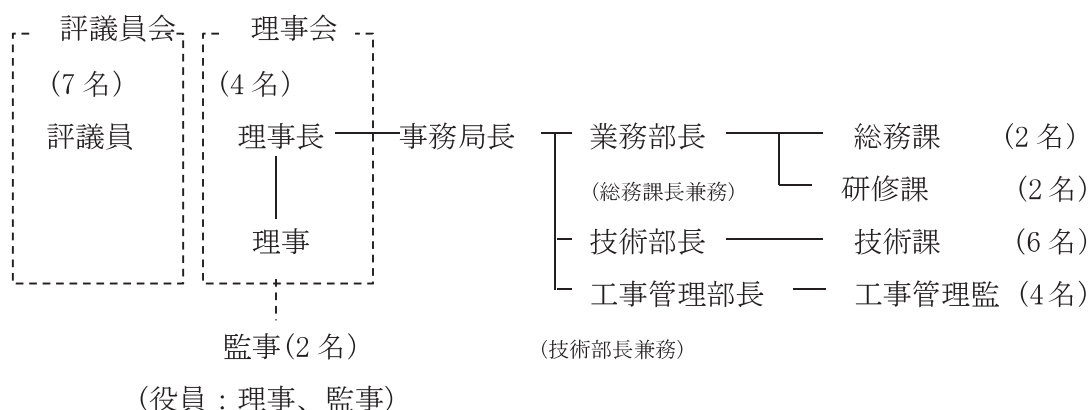 評議員会 理事会
(7 名) (4 名)
評議員 理事長 事務局長 業務部長 総務課 (2 名)
(総務課長兼務) 研修課 (2 名)
理事 技術部長 技術課 (6 名)
工事管理部長 工事管理監 (4 名)
監事(2 名) (技術部長兼務)
(役員:理事、監事)